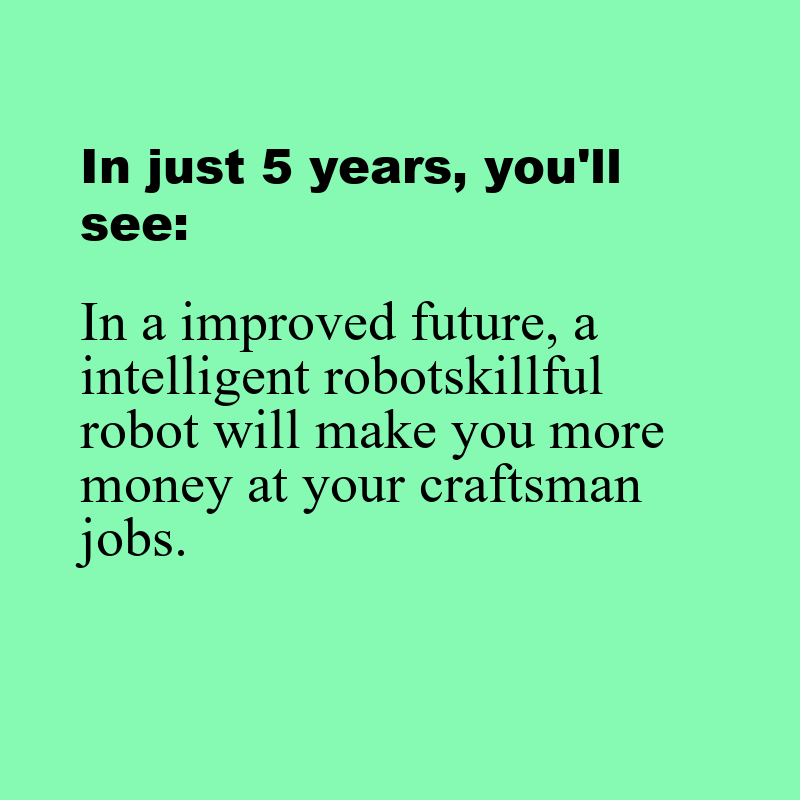 In just 5 years, you'll
see:
In a improved future, a
intelligent robotskillful
robot will make you more
money at your craftsman
jobs.